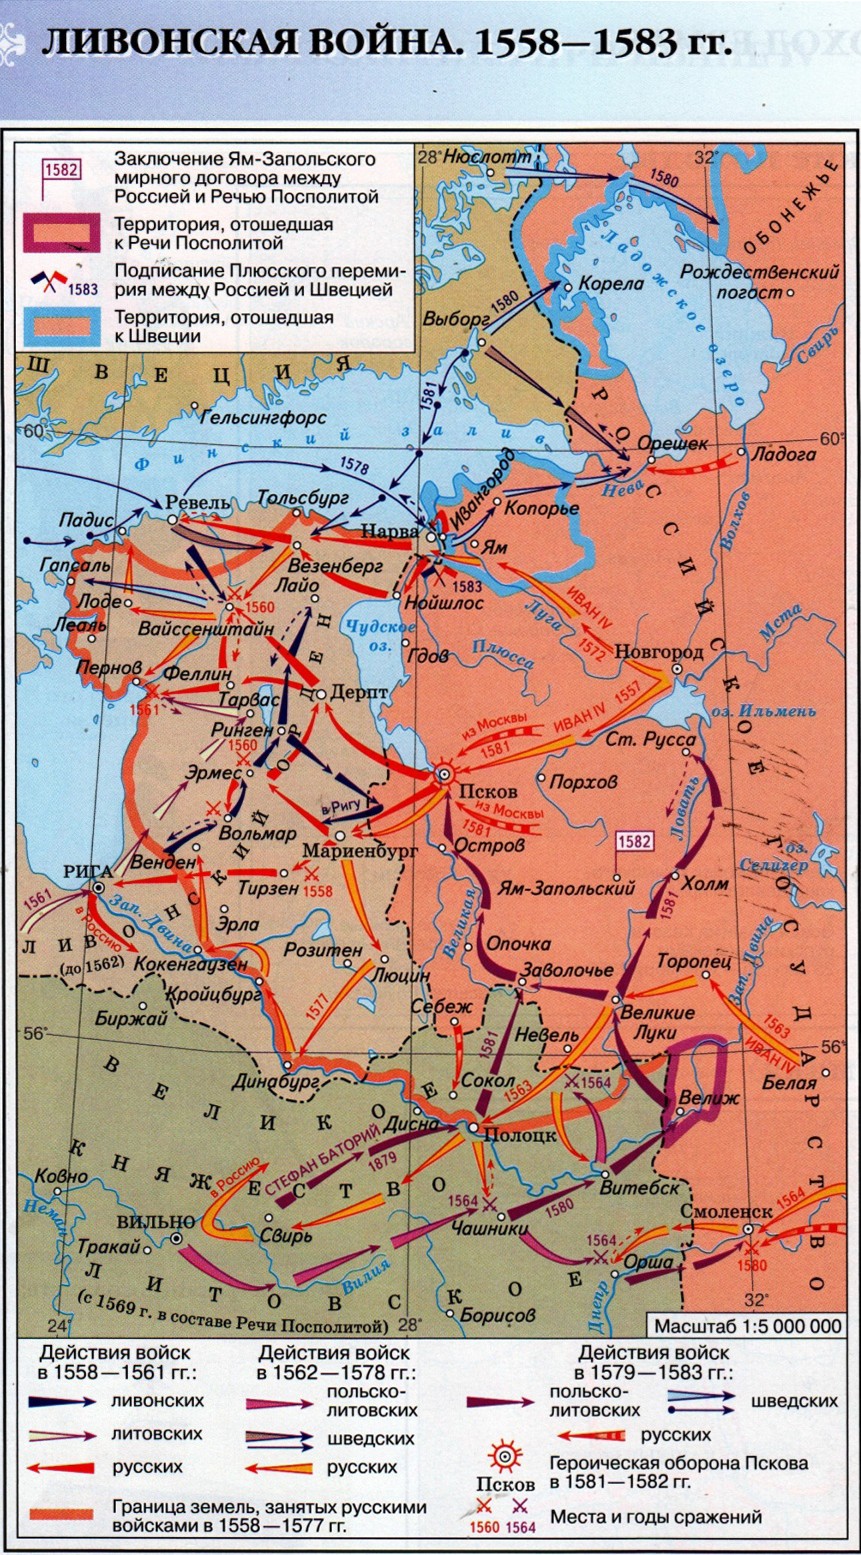 ЛИВОНСКАЯ ВОЙНА. 1558—1583 гг.
1582
Заключение Ям-Запольского
мирного договора между
Россией и Речью Посполитой
Территория, отошедшая
к Речи Посполитой
1583
Подписание Плюсского переми-
рия между Россией и Швецией
Территория, отошедшая
к Швеции
28°
Нюслотт
32°
1580
ОБОНЕЖЬЕ
Ладожское озеро
Рождественский
погост
Корела
1580
Выборг
Свирь
ШВЕЦИЯ
1581
Гельсингфорс
60
Финский залив
60°
РОССИЙСКОЕ ГОСУДАРСТВО
Орешек
Ладога
1578
Нева
Ревель
Тольсбург
Ивангород
Копорье
Волхов
Падис
Нарва
Ям
Гапсаль
Везенберг
1583
Лайо
Нойшлос
ИВАН IV
Лоде
1560
Луга
1572
Мста
Леаль
Вайссенштайн
Чудское
оз.
Гдов
Плюсса
Новгород
Пернов
Феллин
1557
1561
Тарвас
Дерпт
ИВАН IV
оз. Ильмень
Ринген
из Москвы
1581
Ст. Русса
1560
Эрмес
Псков
Порхов
в Ригу
из Москвы
1581
Ловать
Вольмар
Мариенбург
Остров
1582
оз.
Селигер
Венден
РИГА
Тирзен
1558
Ям-Запольский
Холм
1561
в Россию
Зап. Двина
Эрла
Великая
1581
ЛИВОНСКИЙ ОРДЕН
(до 1562)
Кокенгаузен
Розитен
Люцин
Опочка
Заволочье
Торопец
Зап. Двина
Кройцбург
1577
Себеж
Великие
Луки
1563
ИВАН IV
Биржай
56°
Невель
56°
1581
Белая
Динабург
Сокол
1563
1564
Велиж
ВЕЛИКОЕ
Дисна
Полоцк
СТЕФАН БАТОРИЙ
1879
КНЯЖЕСТВО
в Россию
Витебск
Ковно
Неман
1564
1580
Смоленск
1564
ВИЛЬНО
Свирь
Чашники
1564
Тракай
1580
Орша
Вилия
ЛИТОВСКОЕ
(с 1569 г. в составе Речи Посполитой)
Днепр
Борисов
32°
24°
28°
Масштаб 1:5 000 000
Действия войск
в 1558—1561 гг.:
ливонских
литовских
русских
Действия войск
в 1562—1578 гг.:
польско-
литовских
шведских
русских
Действия войск
в 1579—1583 гг.:
польско-
литовских
шведских
русских
Псков
Героическая оборона Пскова
в 1581—1582 гг.
Граница земель, занятых русскими
войсками в 1558—1577 гг.
1560 1564
Места и годы сражений